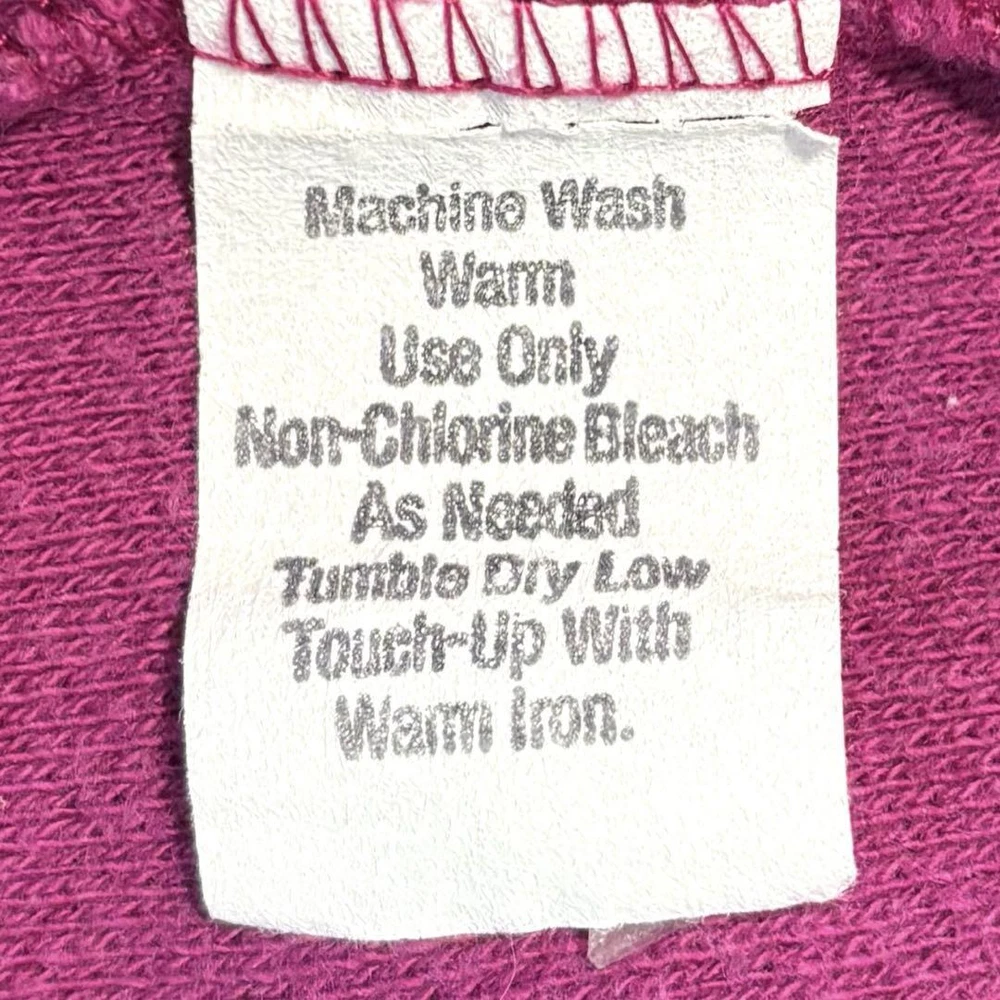 Machine Wash
Warm
Use Only
Non-Chlorine Bleach
As Needed
Tumble Dry Low
Touch-Up With
Warm Iron.